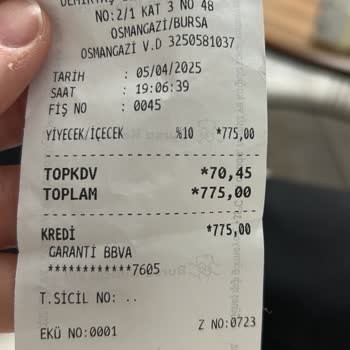 DEMİRTAŞ
NO:2/1 KAT 3 NO 48
OSMANGAZİ/BURSA
OSMANGAZİ V.D 3250581037
TARİH : 05/04/2025
SAAT : 19:06:39
FİŞ NO : 0045
YİYECEK/İÇECEK %10 *775,00
TOPKDV *70,45
TOPLAM *775,00
KREDİ *775,00
GARANTİ BBVA
************7605
T.SİCİL NO: ..
EKÜ NO:0001 Z NO:0723